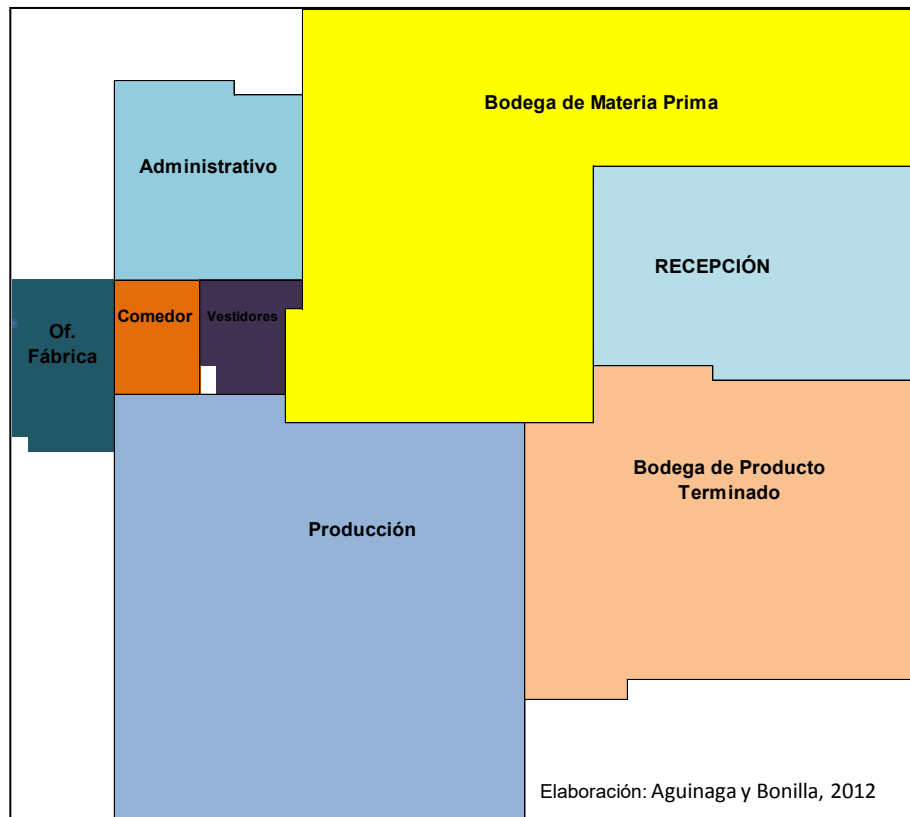 Bodega de Materia Prima
Administrativo
RECEPCIÓN
Comedor
Vestidores
Of.
Fábrica
Bodega de Producto
Terminado
Producción
Elaboración: Aguinaga y Bonilla, 2012